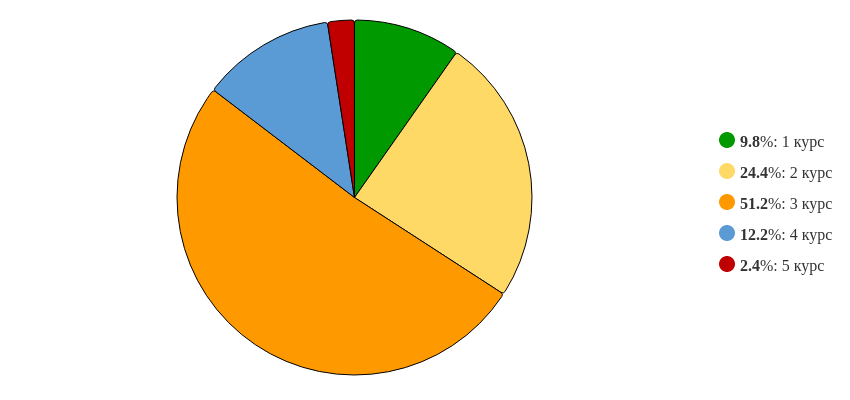 9.8%: 1 курс
24.4%: 2 курс
51.2%: 3 курс
12.2%: 4 курс
2.4%: 5 курс